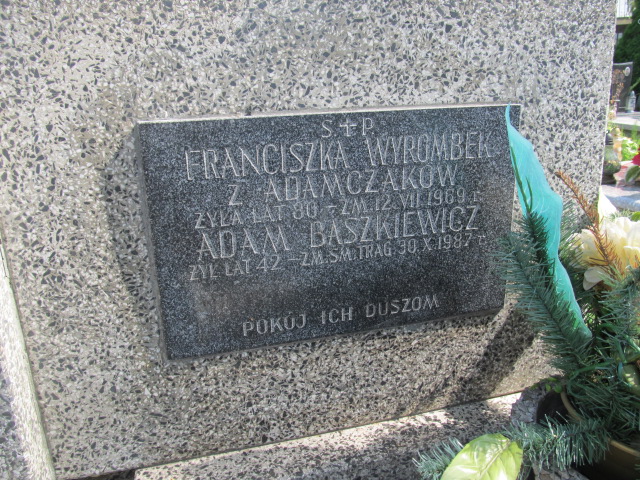 S✝P
FRANCISZKA WYROMBEK
Z ADAMCZAKÓW
ŻYŁA LAT 80 - ZM. 12.VII.1969 r.
ADAM BASZKIEWICZ
ŻYŁ LAT 42 - ZM.ŚM.TRAG. 30.X.1987 r.
POKÓJ ICH DUSZOM